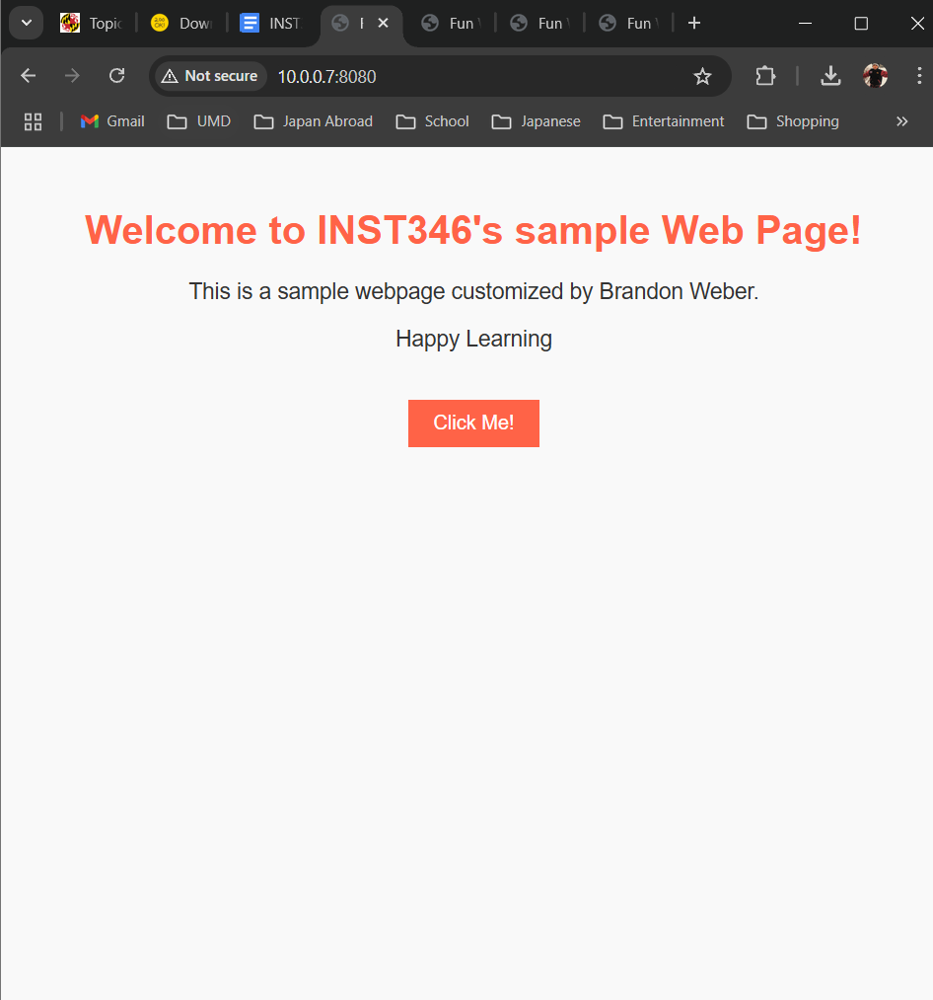 Topic
Down
INST
Fun
Fun
Fun
Not secure
10.0.0.7:8080
Gmail
UMD
Japan Abroad
School
Japanese
Entertainment
Shopping
Welcome to INST346's sample Web Page!
This is a sample webpage customized by Brandon Weber.
Happy Learning
Click Me!